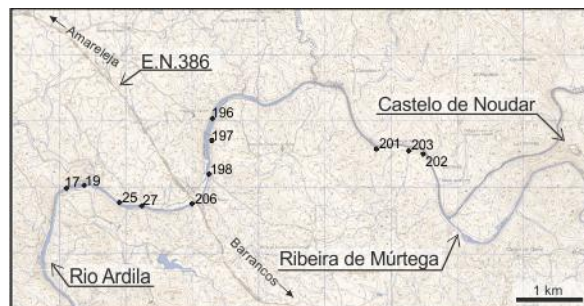 Amareleja
E.N.386
196
Castelo de Noudar
197
201
203
202
198
17
19
25
27
206
Ribeira de Múrtega
Barrancos
Rio Ardila
1 km